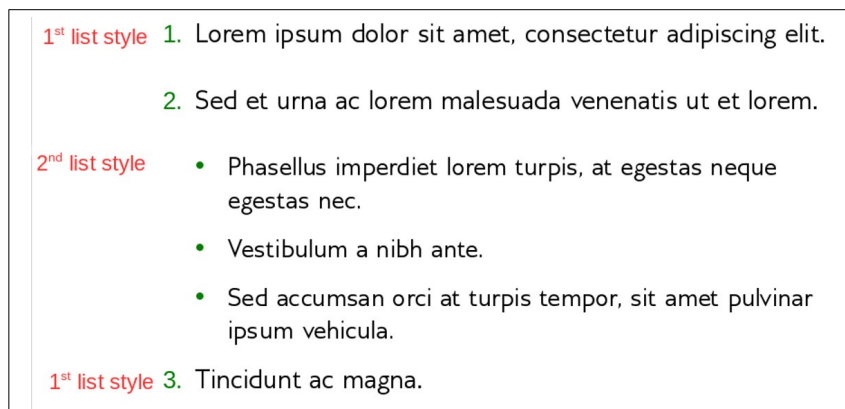 1st list style 1. Lorem ipsum dolor sit amet, consectetur adipiscing elit.
2. Sed et urna ac lorem malesuada venenatis ut et lorem.
2nd list style • Phasellus imperdiet lorem turpis, at egestas neque
egestas nec.
• Vestibulum a nibh ante.
• Sed accumsan orci at turpis tempor, sit amet pulvinar
ipsum vehicula.
1st list style 3. Tincidunt ac magna.